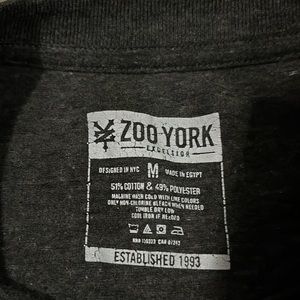 ZOO YORK
EXCELSIOR
DESIGNED IN NYC M MADE IN EGYPT
51% COTTON & 49% POLYESTER
MACHINE WASH COLD WITH LIKE COLORS
ONLY NON-CHLORINE BLEACH WHEN NEEDED
TUMBLE DRY LOW
COOL IRON IF NEEDED
ESTABLISHED 1993